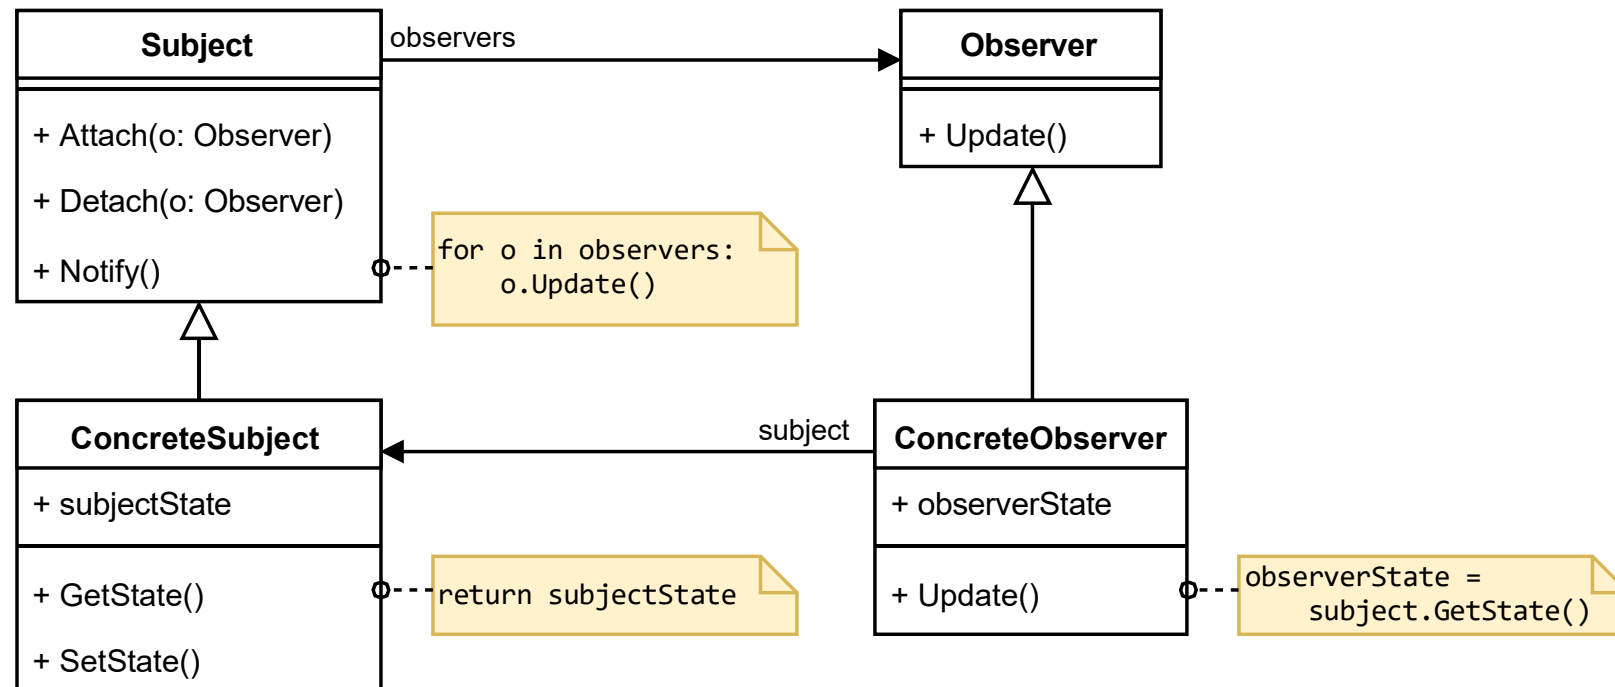 Subject
observers
Observer
+ Attach(o: Observer)
+ Detach(o: Observer)
+ Notify()
+ Update()
for o in observers:
    o.Update()
ConcreteSubject
subject
ConcreteObserver
+ subjectState
+ observerState
+ GetState()
+ SetState()
return subjectState
+ Update()
observerState =
    subject.GetState()